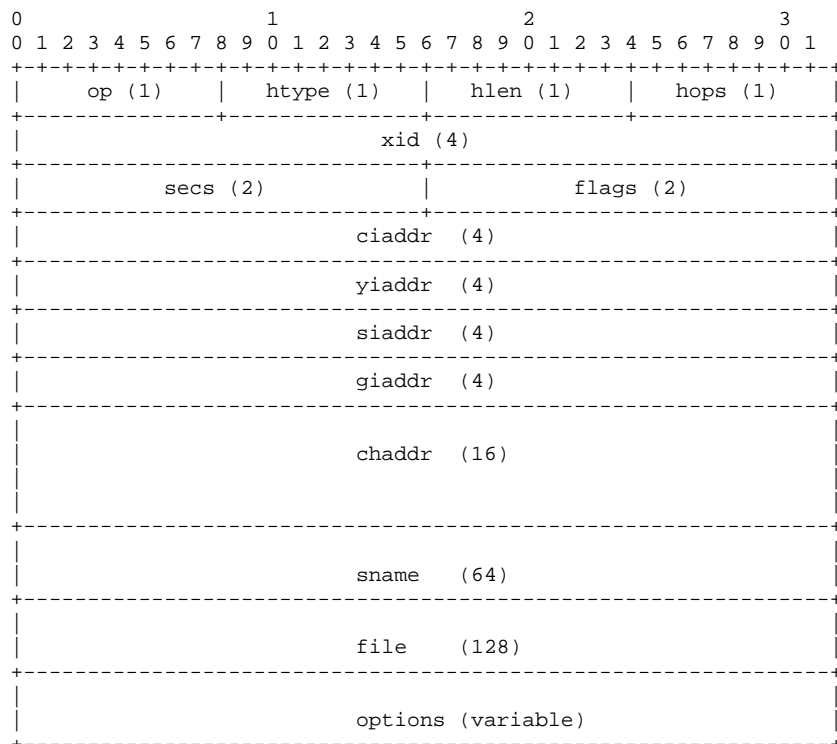 0                   1                   2                   3
0 1 2 3 4 5 6 7 8 9 0 1 2 3 4 5 6 7 8 9 0 1 2 3 4 5 6 7 8 9 0 1
+-+-+-+-+-+-+-+-+-+-+-+-+-+-+-+-+-+-+-+-+-+-+-+-+-+-+-+-+-+-+-+-+
|     op (1)    |   htype (1)   |   hlen (1)    |   hops (1)    |
+---------------+---------------+---------------+---------------+
|                            xid (4)                            |
+-------------------------------+-------------------------------+
|           secs (2)            |           flags (2)           |
+-------------------------------+-------------------------------+
|                          ciaddr  (4)                          |
+---------------------------------------------------------------+
|                          yiaddr  (4)                          |
+---------------------------------------------------------------+
|                          siaddr  (4)                          |
+---------------------------------------------------------------+
|                          giaddr  (4)                          |
+---------------------------------------------------------------+
|                                                               |
|                          chaddr  (16)                         |
|                                                               |
|                                                               |
+---------------------------------------------------------------+
|                                                               |
|                          sname   (64)                         |
+---------------------------------------------------------------+
|                                                               |
|                          file    (128)                        |
+---------------------------------------------------------------+
|                                                               |
|                          options (variable)                   |
+---------------------------------------------------------------+